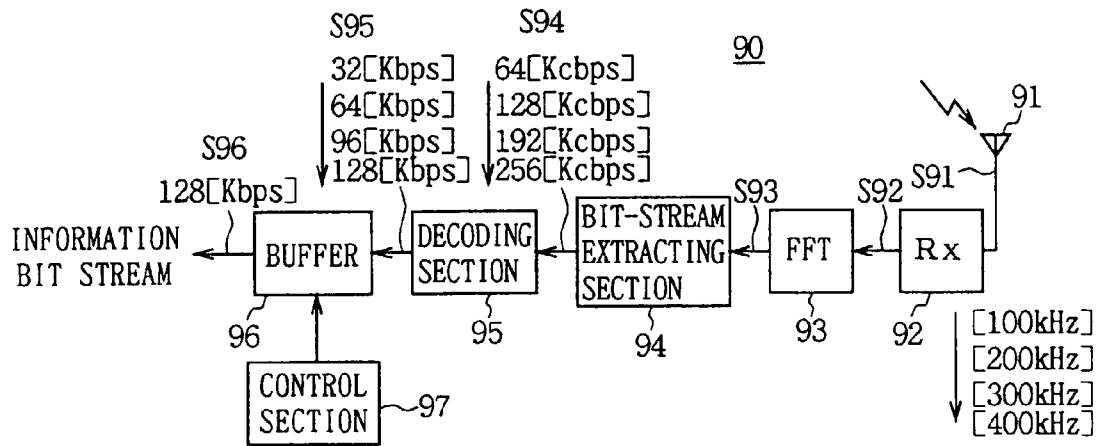 S95
S94
90
32[Kbps]
64[Kcbps]
64[Kbps]
128[Kcbps]
91
96[Kbps]
192[Kcbps]
S96
128[Kbps]
256[Kcbps]
S91
128[Kbps]
S93
S92
INFORMATION
BIT STREAM
BUFFER
DECODING
SECTION
BIT-STREAM
EXTRACTING
SECTION
FFT
Rx
96
95
94
93
92
[100kHz]
[200kHz]
[300kHz]
[400kHz]
CONTROL
SECTION
97